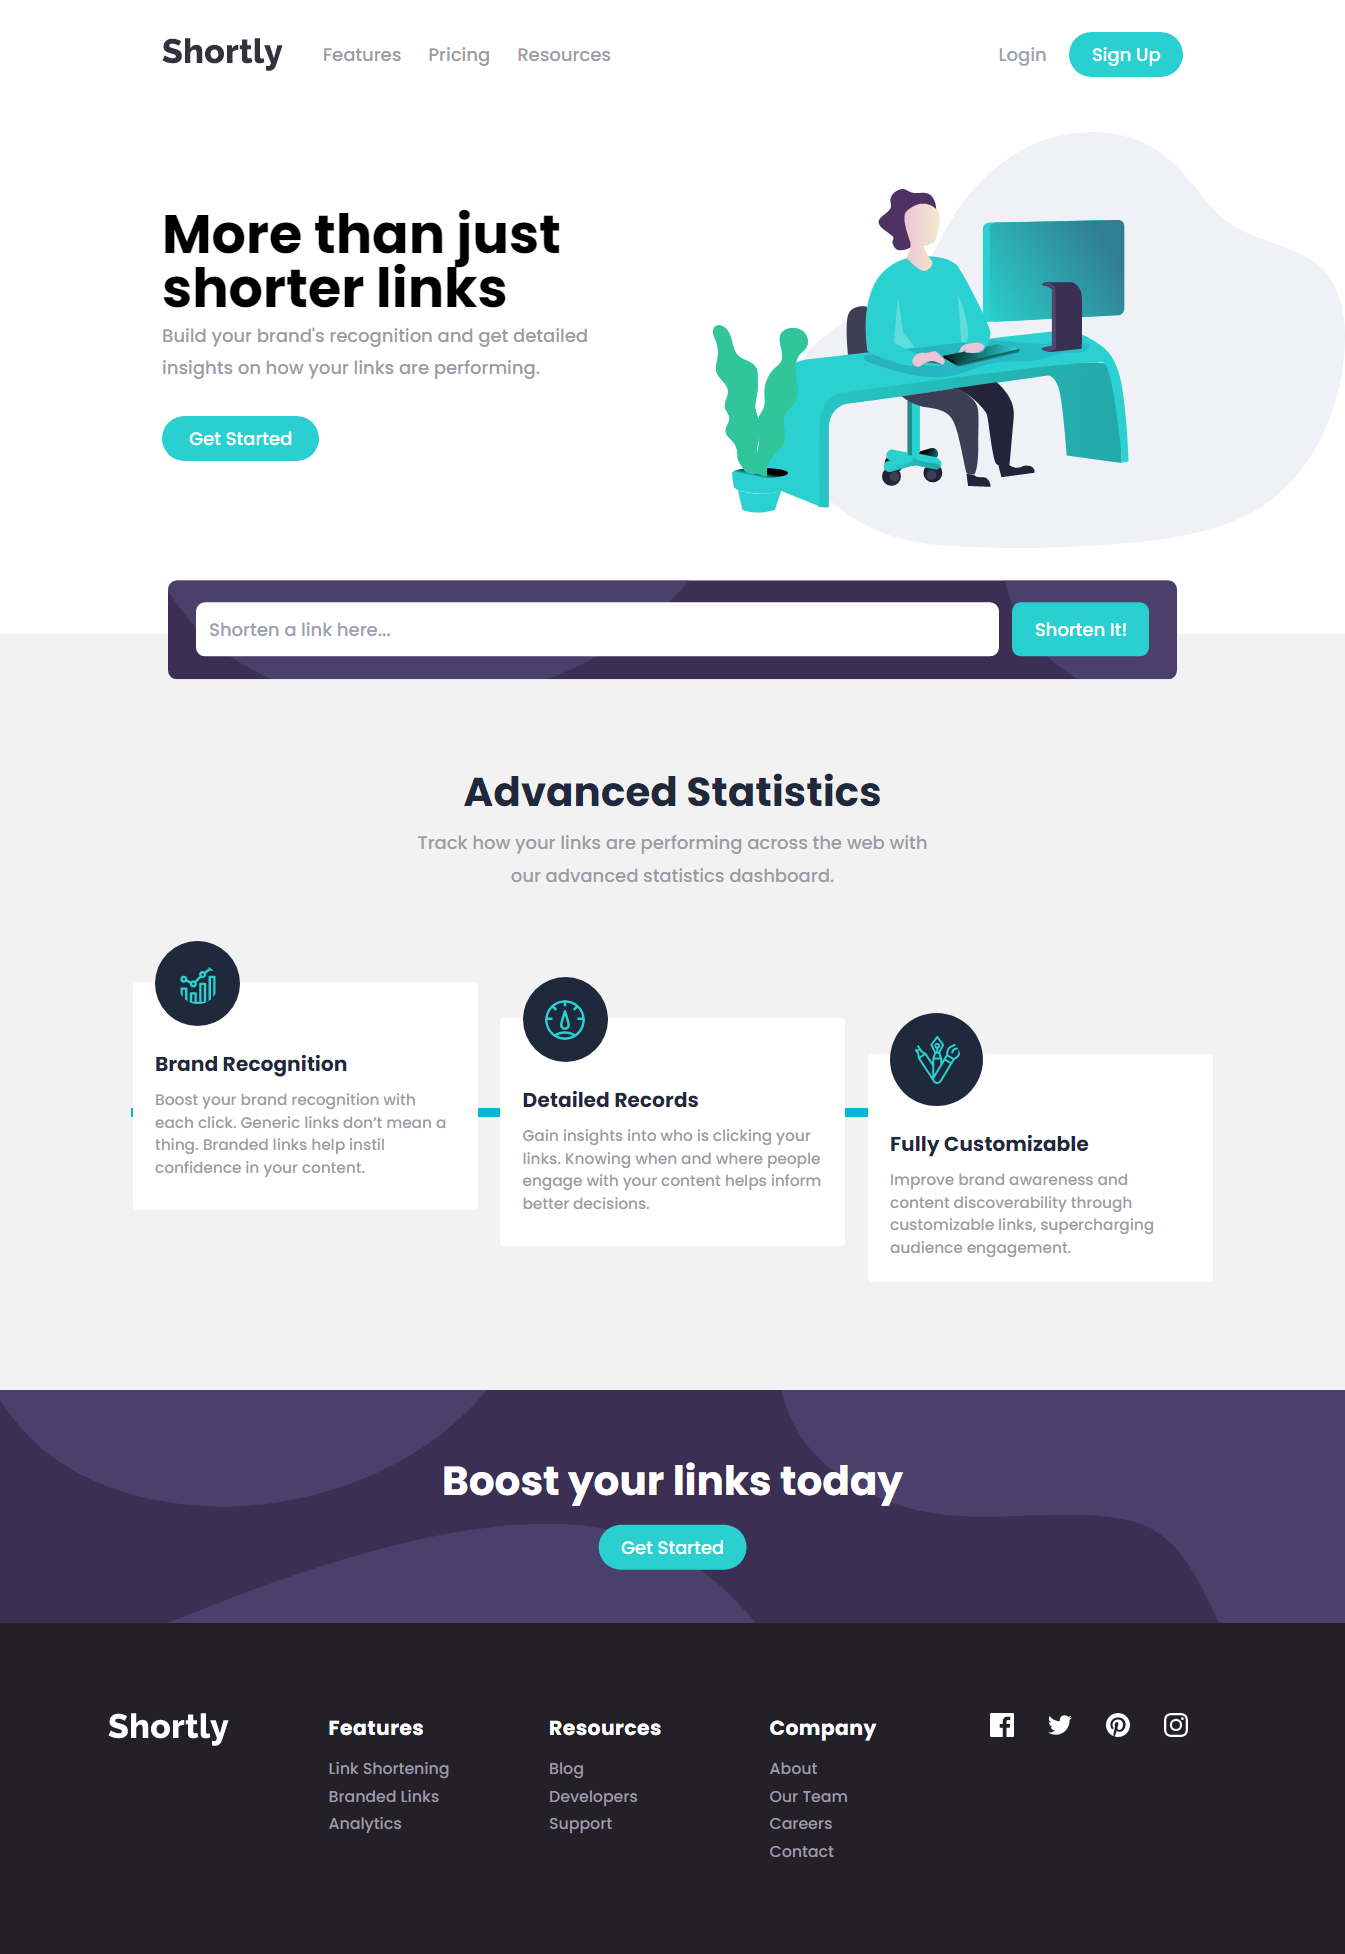 Shortly
Features
Pricing
Resources
Login
Sign Up
More than just
shorter links
Build your brand's recognition and get detailed
insights on how your links are performing.
Get Started
Shorten a link here...
Shorten It!
Advanced Statistics
Track how your links are performing across the web with
our advanced statistics dashboard.
Brand Recognition
Boost your brand recognition with
each click. Generic links don’t mean a
thing. Branded links help instil
confidence in your content.
Detailed Records
Gain insights into who is clicking your
links. Knowing when and where people
engage with your content helps inform
better decisions.
Fully Customizable
Improve brand awareness and
content discoverability through
customizable links, supercharging
audience engagement.
Boost your links today
Get Started
Shortly
Features
Link Shortening
Branded Links
Analytics
Resources
Blog
Developers
Support
Company
About
Our Team
Careers
Contact